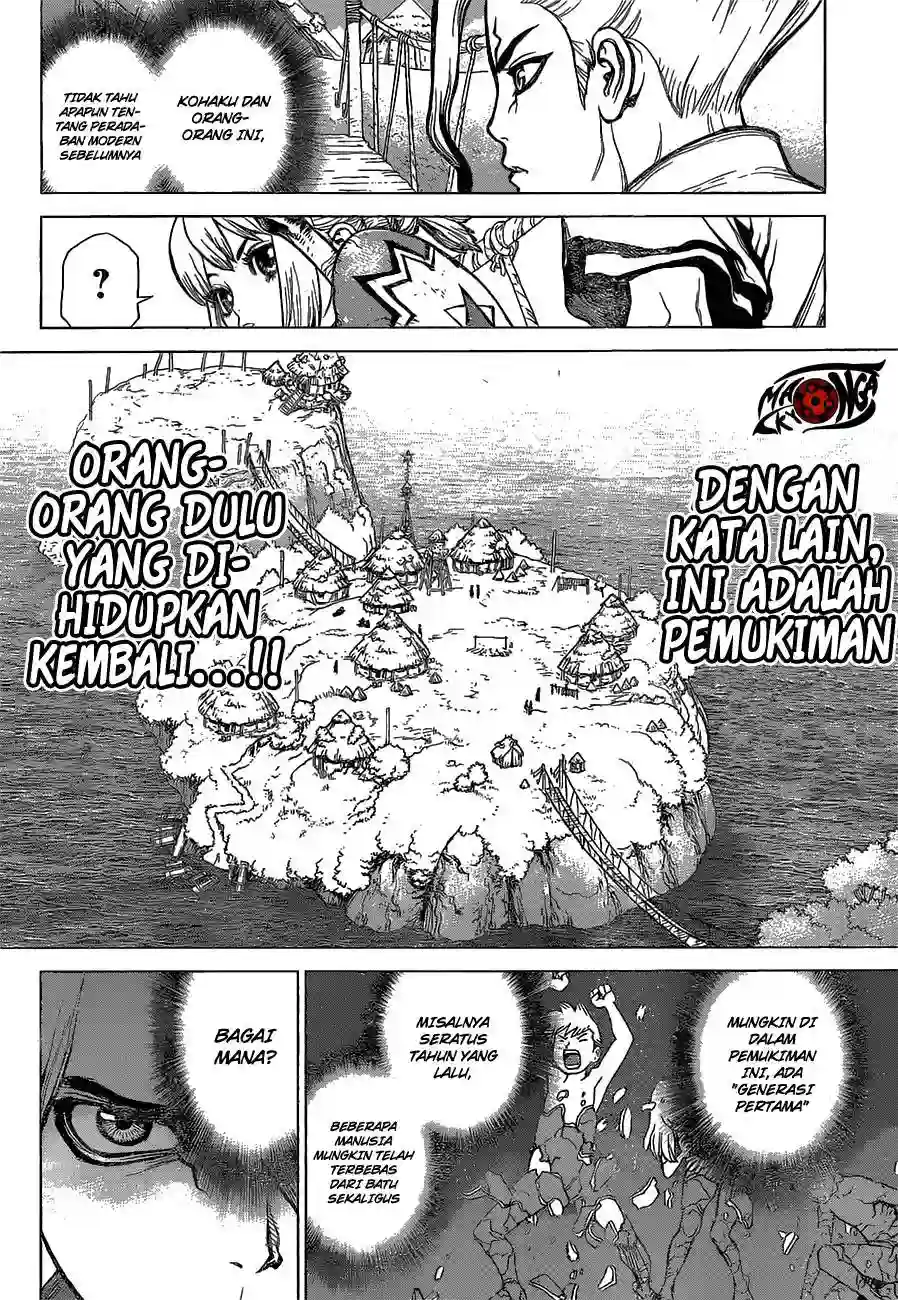 KOHAKU DAN
ORANG-
ORANG INI,
TIDAK TAHU
APAPUN TEN-
TANG PERADA-
BAN MODERN
SEBELUMNYA
?
MANGAKYO
DENGAN
KATA LAIN,
INI ADALAH
PEMUKIMAN
ORANG-
ORANG DULU
YANG DI-
HIDUPKAN
KEMBALI...!!
MUNGKIN DI
DALAM
PEMUKIMAN
INI, ADA
"GENERASI
PERTAMA"
MISALNYA
SERATUS
TAHUN YANG
LALU,
BEBERAPA
MANUSIA
MUNGKIN TELAH
TERBEBAS
DARI BATU
SEKALIGUS
BAGAI
MANA?